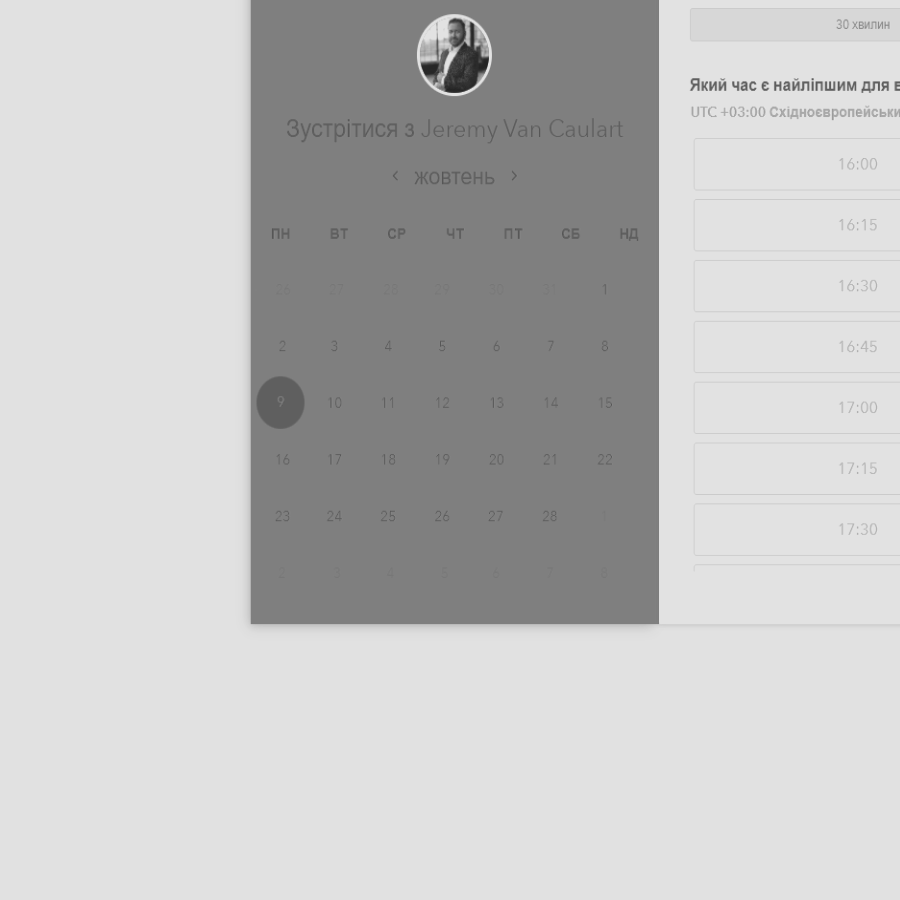 Зустрітися з Jeremy Van Caulart
‹ жовтень ›
ПН ВТ СР ЧТ ПТ СБ НД
26 27 28 29 30 31 1
2 3 4 5 6 7 8
9 10 11 12 13 14 15
16 17 18 19 20 21 22
23 24 25 26 27 28 1
2 3 4 5 6 7 8
30 хвилин
Який час є найліпшим для
UTC +03:00
16:00
16:15
16:30
16:45
17:00
17:15
17:30